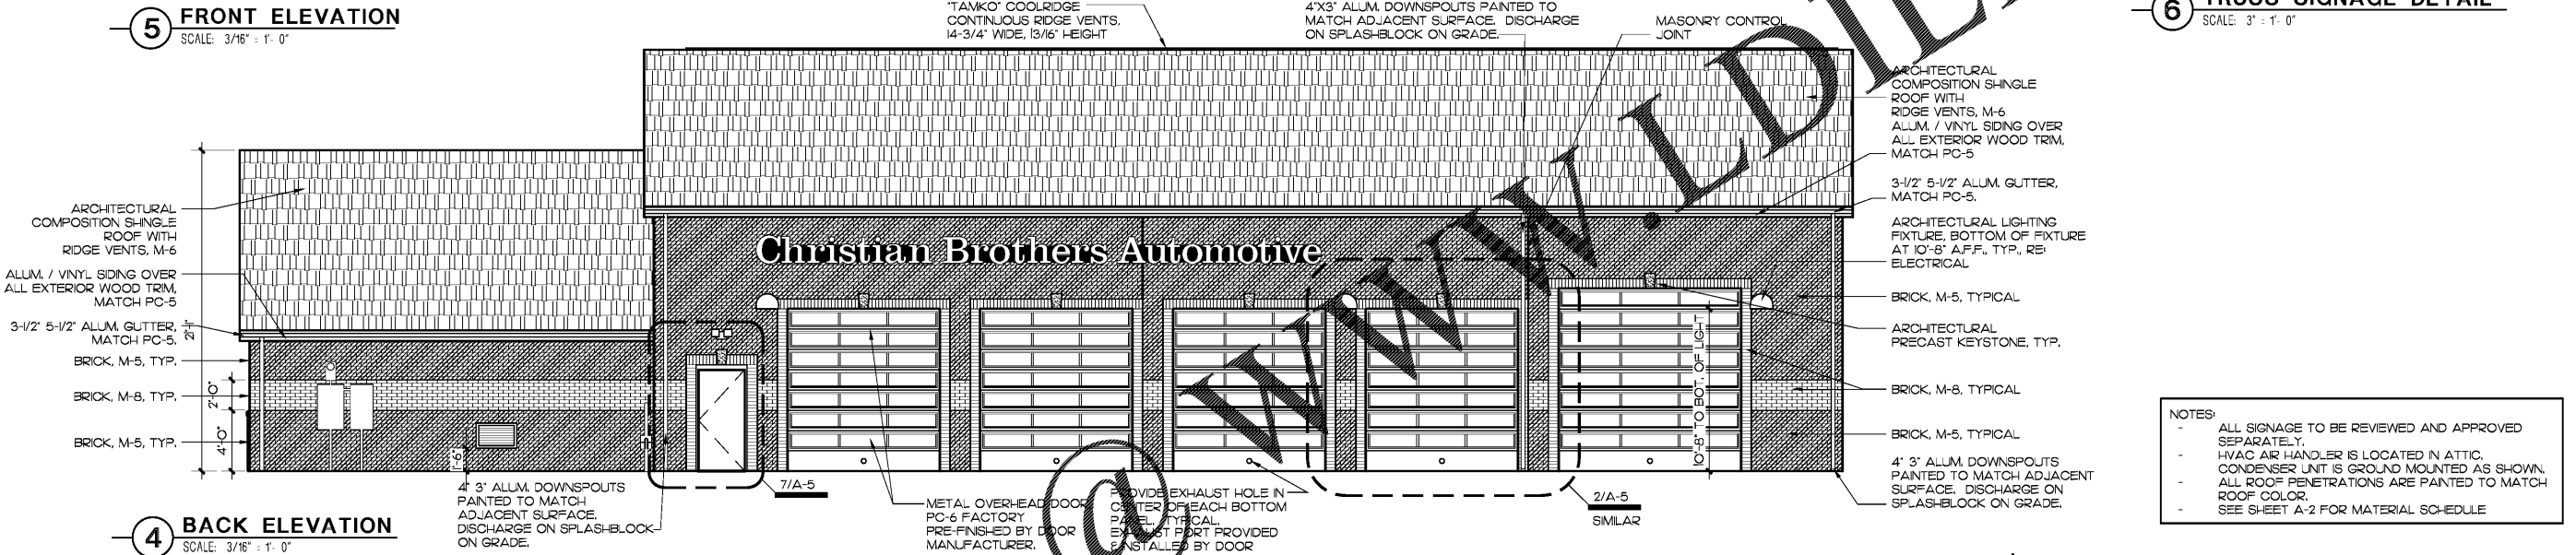 5 FRONT ELEVATION
SCALE: 3/16" = 1'- 0"
"TAMKO" COOLRIDGE
CONTINUOUS RIDGE VENTS,
14-3/4" WIDE, 13/16" HEIGHT
4"X3" ALUM. DOWNSPOUTS PAINTED TO
MATCH ADJACENT SURFACE. DISCHARGE
ON SPLASHBLOCK ON GRADE.
MASONRY CONTROL
JOINT
6 TRUSS SIGNAGE DETAIL
SCALE: 3" = 1'- 0"
ARCHITECTURAL
COMPOSITION SHINGLE
ROOF WITH
RIDGE VENTS, M-6
ALUM. / VINYL SIDING OVER
ALL EXTERIOR WOOD TRIM,
MATCH PC-5
3-1/2" 5-1/2" ALUM. GUTTER,
MATCH PC-5.
ARCHITECTURAL LIGHTING
FIXTURE, BOTTOM OF FIXTURE
AT 10'-8" A.F.F., TYP., RE:
ELECTRICAL
BRICK, M-5, TYPICAL
ARCHITECTURAL
PRECAST KEYSTONE, TYP.
BRICK, M-8, TYPICAL
BRICK, M-5, TYPICAL
4" 3" ALUM. DOWNSPOUTS
PAINTED TO MATCH ADJACENT
SURFACE. DISCHARGE ON
SPLASHBLOCK ON GRADE.
ARCHITECTURAL
COMPOSITION SHINGLE
ROOF WITH
RIDGE VENTS, M-6
ALUM. / VINYL SIDING OVER
ALL EXTERIOR WOOD TRIM,
MATCH PC-5
3-1/2" 5-1/2" ALUM. GUTTER,
MATCH PC-5.
BRICK, M-5, TYP.
BRICK, M-8, TYP.
BRICK, M-5, TYP.
2'-0"
4'-0"
1'-6"
Christian Brothers Automotive
10'-8" TO BOT. OF LIGHT
4" 3" ALUM. DOWNSPOUTS
PAINTED TO MATCH
ADJACENT SURFACE.
DISCHARGE ON SPLASHBLOCK
ON GRADE.
7/A-5
METAL OVERHEAD DOOR
PC-6 FACTORY
PRE-FINISHED BY DOOR
MANUFACTURER.
PROVIDE EXHAUST HOLE IN
CENTER OF EACH BOTTOM
PANEL, TYPICAL.
EXHAUST PORT PROVIDED
& INSTALLED BY DOOR
2/A-5
SIMILAR
4 BACK ELEVATION
SCALE: 3/16" = 1'- 0"
NOTES:
- ALL SIGNAGE TO BE REVIEWED AND APPROVED
SEPARATELY.
- HVAC AIR HANDLER IS LOCATED IN ATTIC.
CONDENSER UNIT IS GROUND MOUNTED AS SHOWN.
- ALL ROOF PENETRATIONS ARE PAINTED TO MATCH
ROOF COLOR.
- SEE SHEET A-2 FOR MATERIAL SCHEDULE
@ WWW.LDI